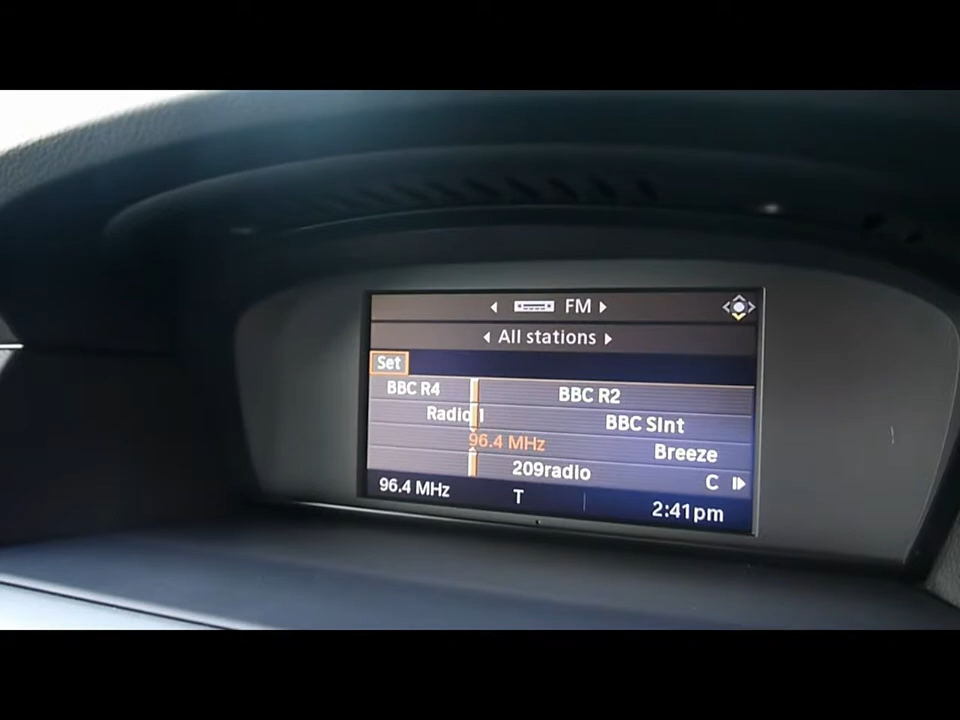 FM
All stations
Set
BBC R4 BBC R2
Radio 1 BBC SInt
96.4 MHz Breeze
209radio C
96.4 MHz T 2:41pm